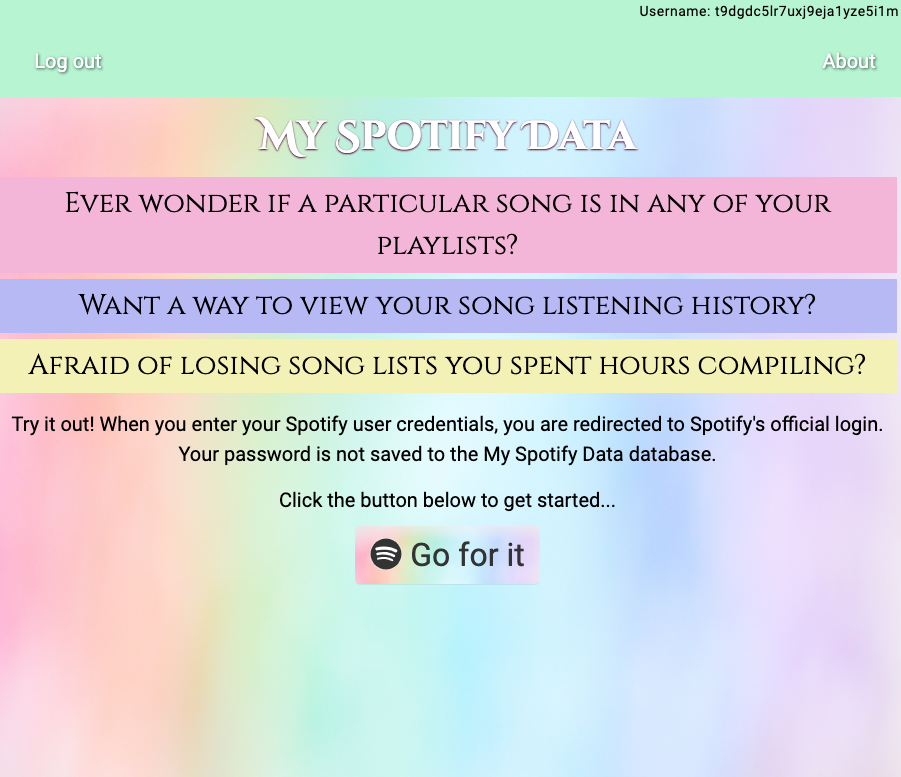 Username: t9dgdc5lr7uxj9eja1yze5i1m
Log out
About
My Spotify Data
Ever wonder if a particular song is in any of your
playlists?
Want a way to view your song listening history?
Afraid of losing song lists you spent hours compiling?
Try it out! When you enter your Spotify user credentials, you are redirected to Spotify's official login.
Your password is not saved to the My Spotify Data database.
Click the button below to get started...
Go for it